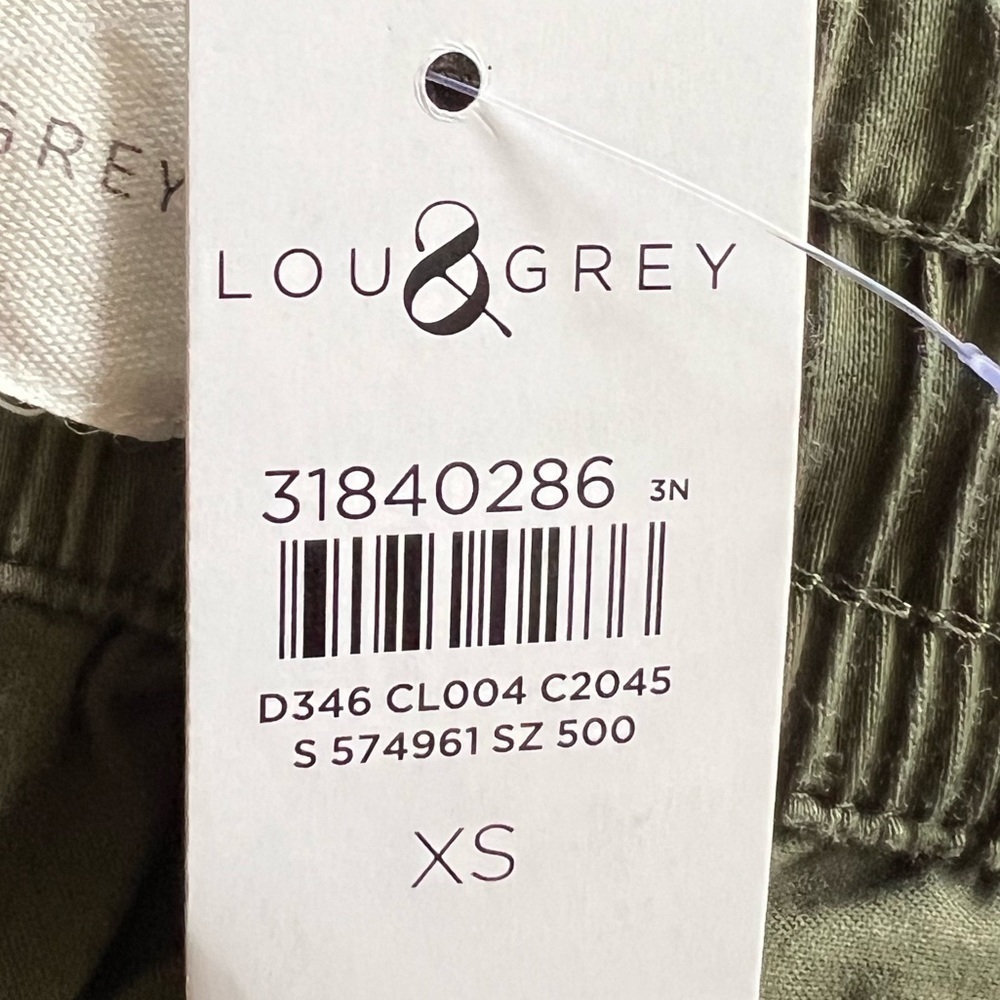 GREY
LOU & GREY
31840286 3N
D346 CL004 C2045
S 574961 SZ 500
XS